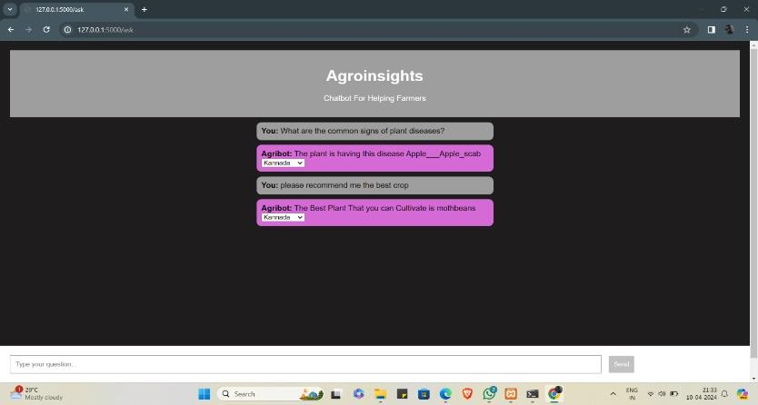 127.0.0.1:5000/ask
127.0.0.1:5000/ask
Agroinsights
Chatbot For Helping Farmers
You: What are the common signs of plant diseases?
Agribot: The plant is having this disease Apple___Apple_scab
Kannada
You: please recommend me the best crop
Agribot: The Best Plant That you can Cultivate is mothbeans
Kannada
Type your question...
Send
29°C
Mostly cloudy
Search
ENG
IN
21:33
10-04-2024